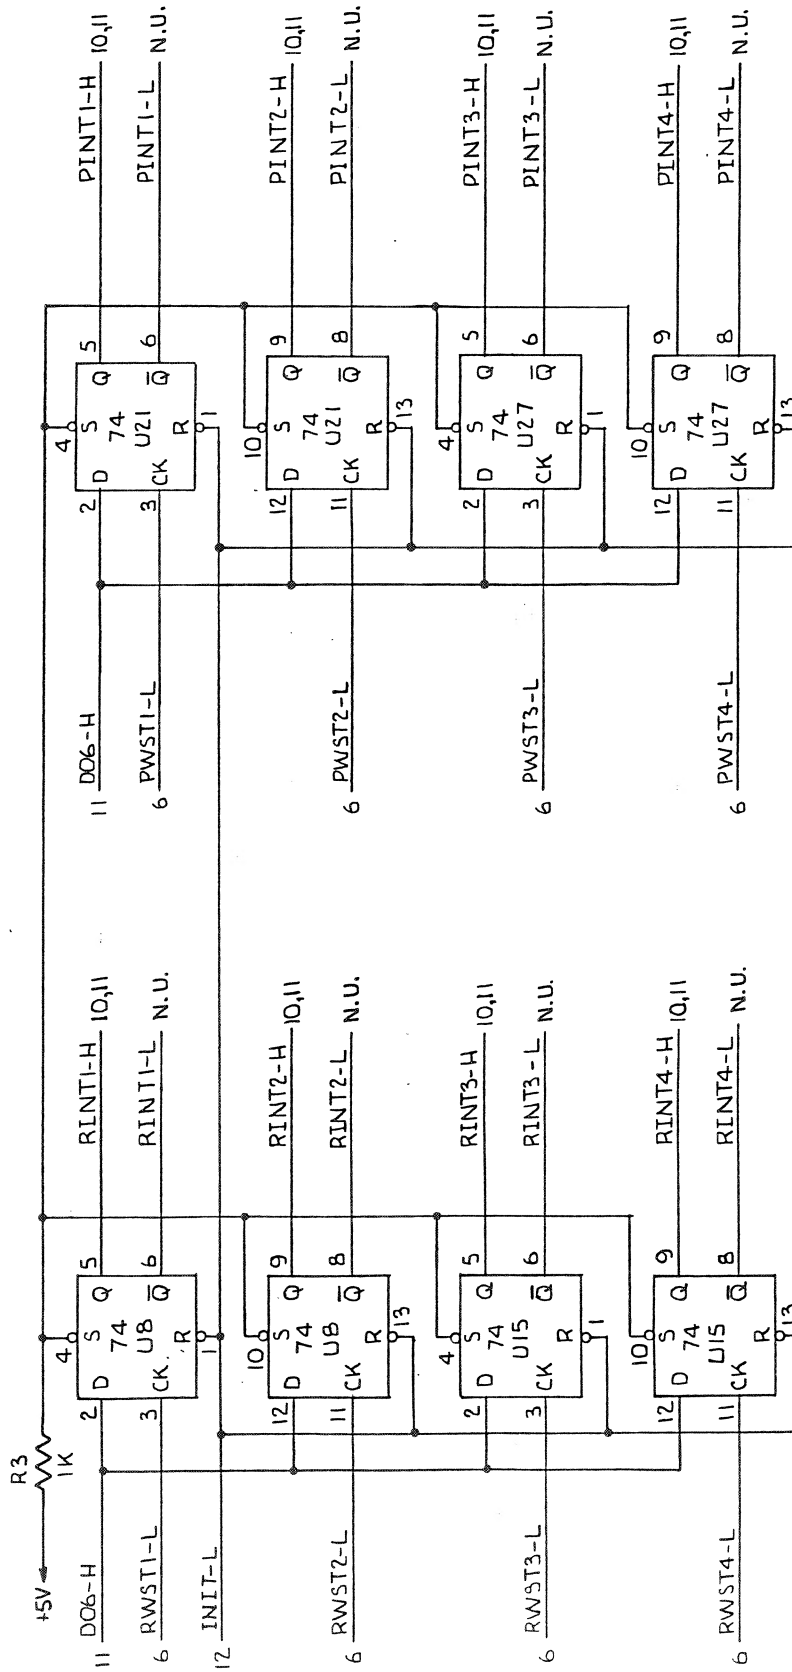 +5V
R3
1K
11 D06-H
6 RWST1-L
12 INIT-L
2 D
4 S
74
U8
3 CK
R 1
Q 5
Q̅ 6
RINT1-H 10,11
RINT1-L N.U.
6 RWST2-L
12 D
10 S
74
U8
11 CK
R 13
Q 9
Q̅ 8
RINT2-H 10,11
RINT2-L N.U.
6 RWST3-L
2 D
4 S
74
U15
3 CK
R 1
Q 5
Q̅ 6
RINT3-H 10,11
RINT3-L N.U.
6 RWST4-L
12 D
10 S
74
U15
11 CK
R 13
Q 9
Q̅ 8
RINT4-H 10,11
RINT4-L N.U.
11 D06-H
6 PWST1-L
2 D
4 S
74
U21
3 CK
R 1
Q 5
Q̅ 6
PINT1-H 10,11
PINT1-L N.U.
6 PWST2-L
12 D
10 S
74
U21
11 CK
R 13
Q 9
Q̅ 8
PINT2-H 10,11
PINT2-L N.U.
6 PWST3-L
2 D
4 S
74
U27
3 CK
R 1
Q 5
Q̅ 6
PINT3-H 10,11
PINT3-L N.U.
6 PWST4-L
12 D
10 S
74
U27
11 CK
R 13
Q 9
Q̅ 8
PINT4-H 10,11
PINT4-L N.U.